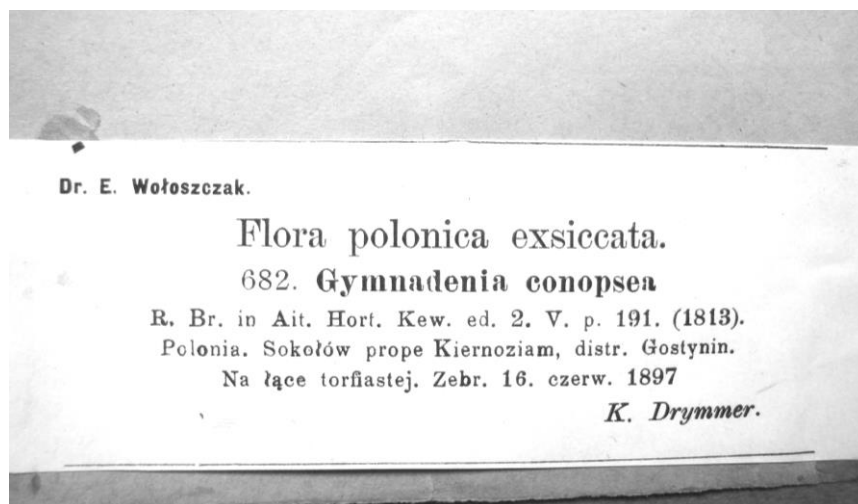 Dr. E. Wołoszczak.
Flora polonica exsiccata.
682. Gymnadenia conopsea
R. Br. in Ait. Hort. Kew. ed. 2. V. p. 191. (1813).
Polonia. Sokołów prope Kiernoziam, distr. Gostynin.
Na łące torfiastej. Zebr. 16. czerw. 1897
K. Drymmer.